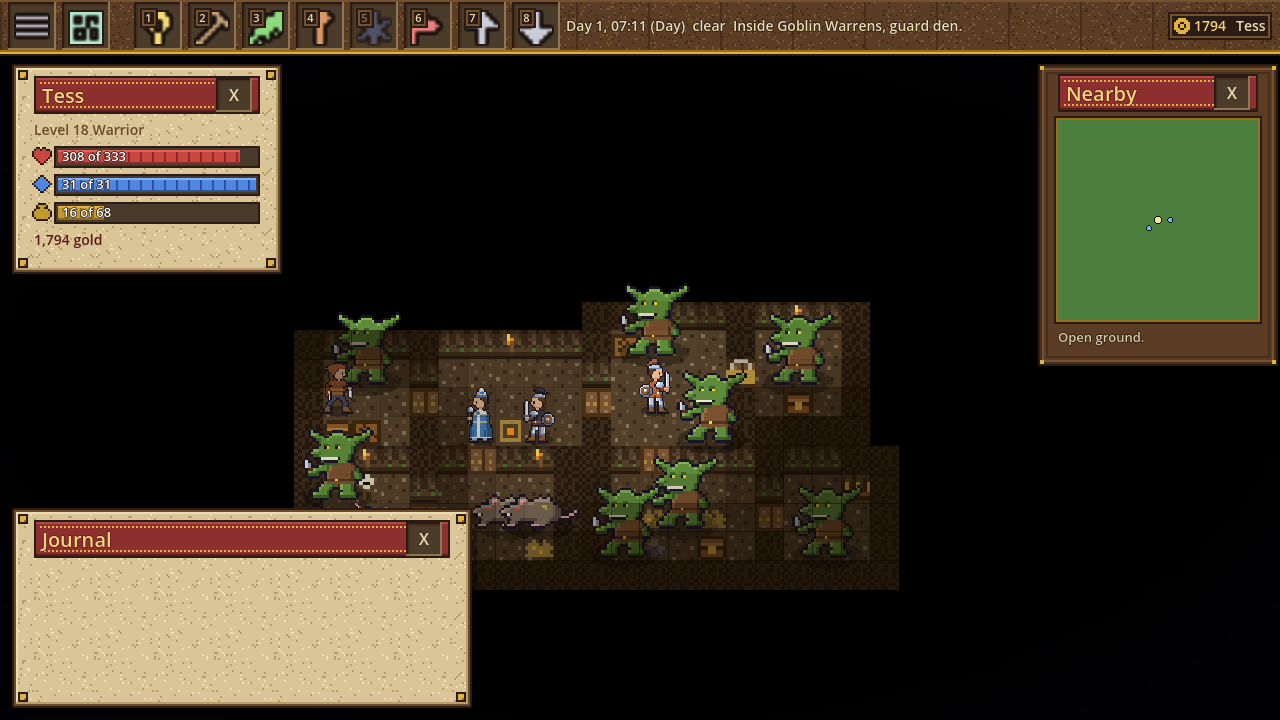 1 2 3 4 5 6 7 8 Day 1, 07:11 (Day) clear Inside Goblin Warrens, guard den. 1794 Tess
Tess X
Level 18 Warrior
308 of 333
31 of 31
16 of 68
1,794 gold
Nearby X
Open ground.
Journal X